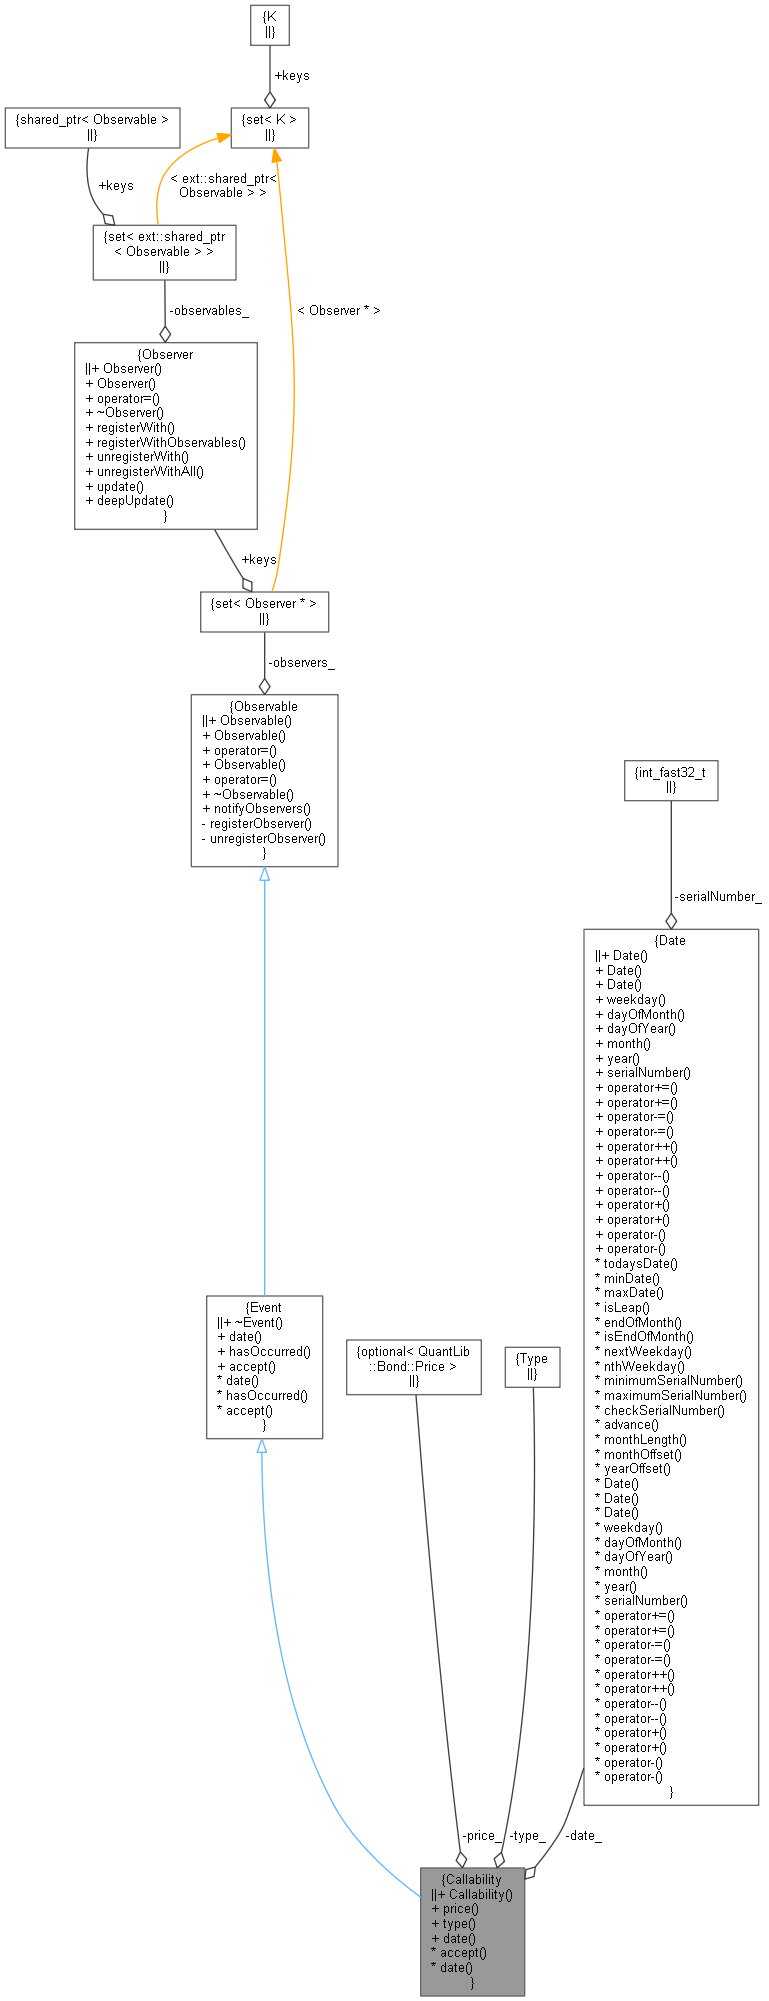 {K
||}
+keys
{shared_ptr< Observable >
||}
{set< K >
||}
+keys
< ext::shared_ptr<
Observable > >
{set< ext::shared_ptr
< Observable > >
||}
-observables_
< Observer * >
{Observer
||+ Observer()
+ Observer()
+ operator=()
+ ~Observer()
+ registerWith()
+ registerWithObservables()
+ unregisterWith()
+ unregisterWithAll()
+ update()
+ deepUpdate()
}
+keys
{set< Observer * >
||}
-observers_
{Observable
||+ Observable()
+ Observable()
+ operator=()
+ Observable()
+ operator=()
+ ~Observable()
+ notifyObservers()
- registerObserver()
- unregisterObserver()
}
{int_fast32_t
||}
-serialNumber_
{Date
||+ Date()
+ Date()
+ Date()
+ weekday()
+ dayOfMonth()
+ dayOfYear()
+ month()
+ year()
+ serialNumber()
+ operator+=()
+ operator+=()
+ operator-=()
+ operator-=()
+ operator++()
+ operator++()
+ operator--()
+ operator--()
+ operator+()
+ operator+()
+ operator-()
+ operator-()
* todaysDate()
* minDate()
* maxDate()
* isLeap()
* endOfMonth()
* isEndOfMonth()
* nextWeekday()
* nthWeekday()
* minimumSerialNumber()
* maximumSerialNumber()
* checkSerialNumber()
* advance()
* monthLength()
* monthOffset()
* yearOffset()
* Date()
* Date()
* Date()
* weekday()
* dayOfMonth()
* dayOfYear()
* month()
* year()
* serialNumber()
* operator+=()
* operator+=()
* operator-=()
* operator-=()
* operator++()
* operator++()
* operator--()
* operator--()
* operator+()
* operator+()
* operator-()
* operator-()
}
{Event
||+ ~Event()
+ date()
+ hasOccurred()
+ accept()
* date()
* hasOccurred()
* accept()
}
{optional< QuantLib
::Bond::Price >
||}
{Type
||}
-price_
-type_
-date_
{Callability
||+ Callability()
+ price()
+ type()
+ date()
* accept()
* date()
}